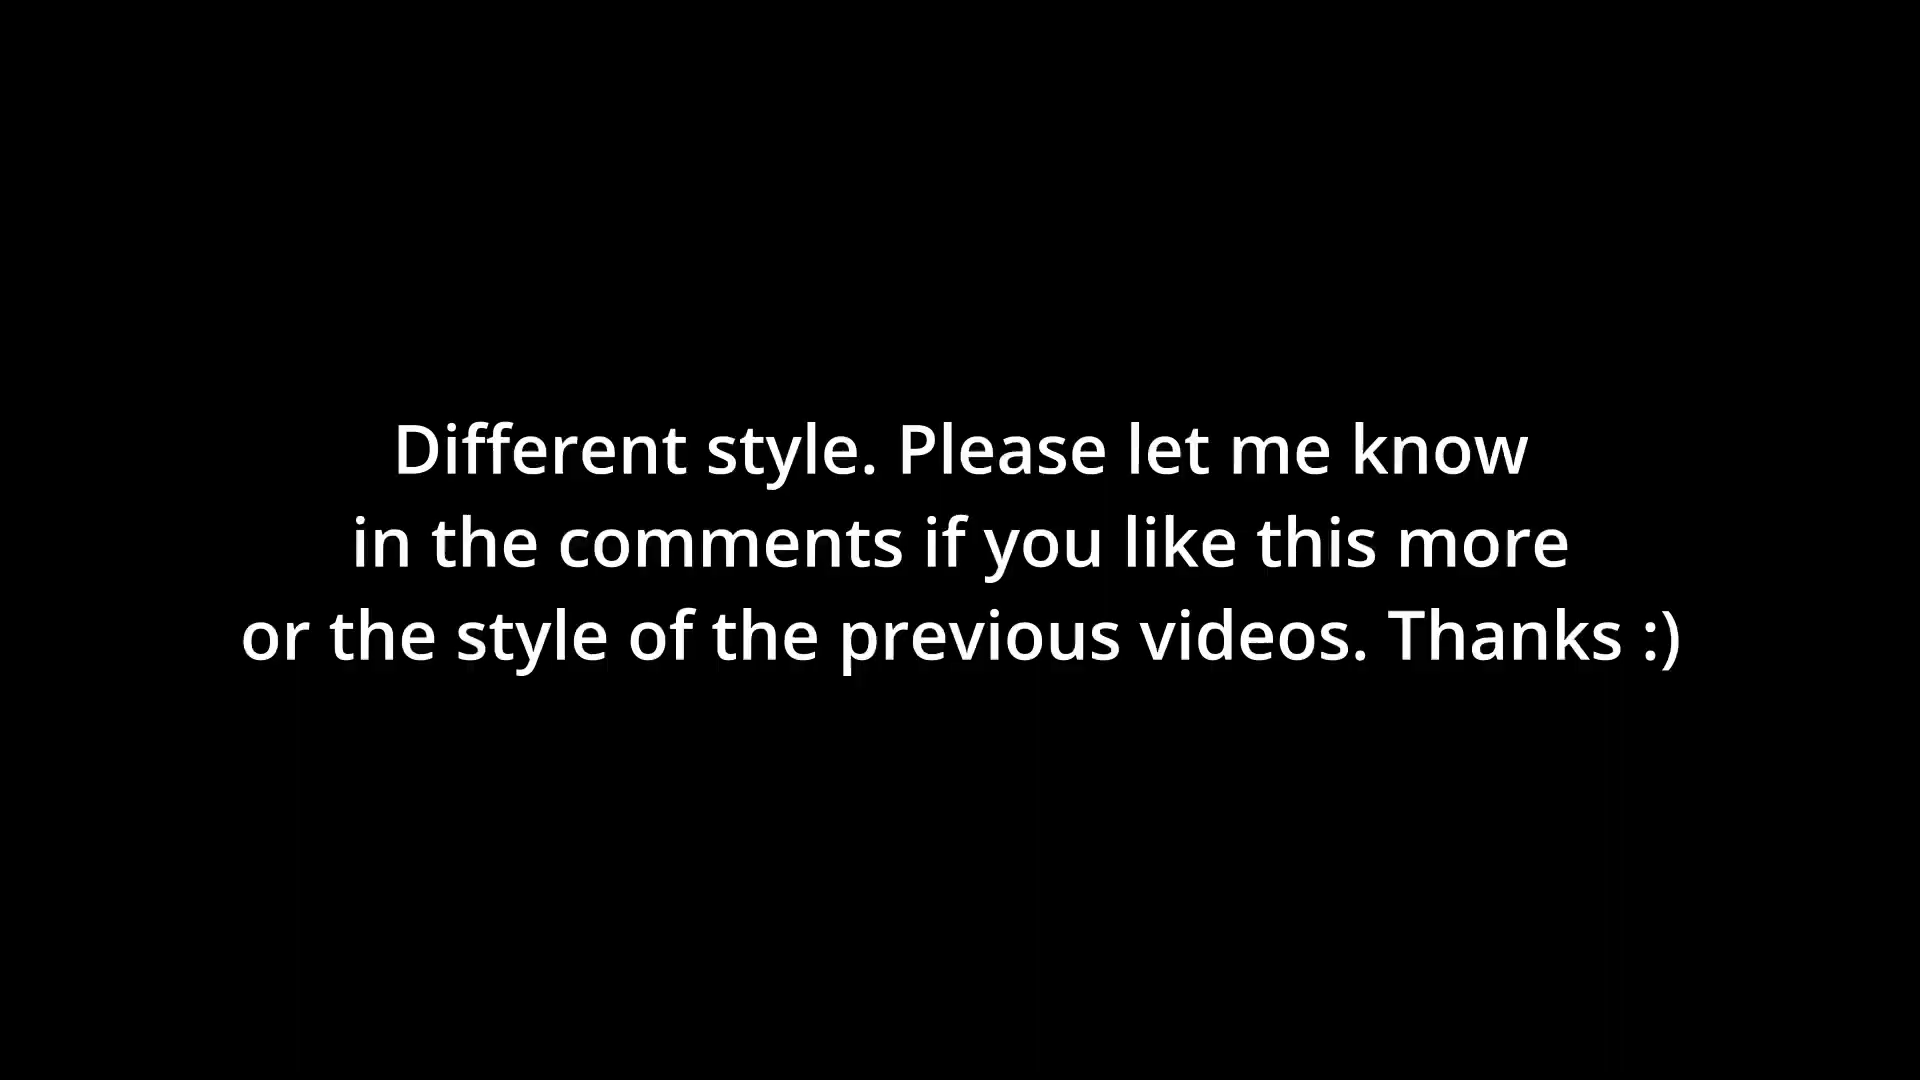 Different style. Please let me know
in the comments if you like this more
or the style of the previous videos. Thanks :)